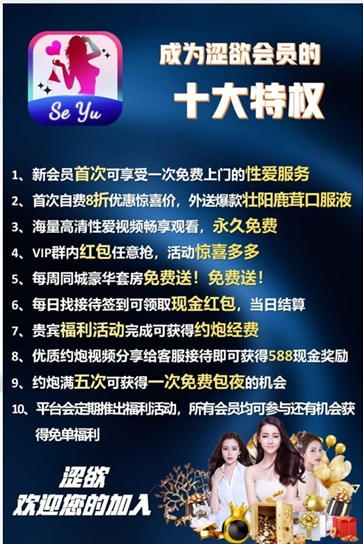 Se Yu
成为涩欲会员的
十大特权
1、新会员首次可享受一次免费上门的性爱服务
2、首次自费8折优惠惊喜价，外送爆款壮阳鹿茸口服液
3、海量高清性爱视频畅享观看，永久免费
4、VIP群内红包任意抢，活动惊喜多多
5、每周同城豪华套房免费送！免费送！
6、每日找接待签到可领取现金红包，当日结算
7、贵宾福利活动完成可获得约炮经费
8、优质约炮视频分享给客服接待即可获得588现金奖励
9、约炮满五次可获得一次免费包夜的机会
10、平台会定期推出福利活动，所有会员均可参与还有机会获
得免单福利
涩欲
欢迎您的加入